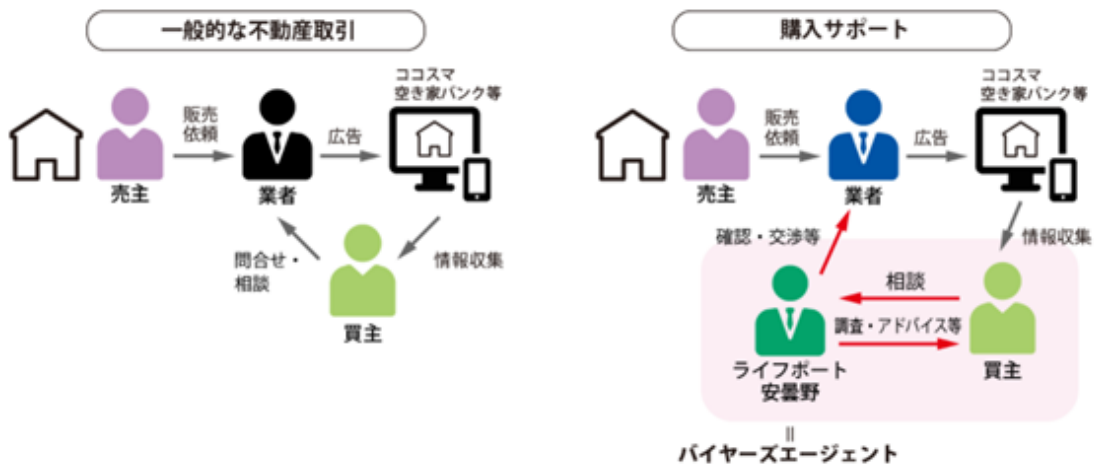 一般的な不動産取引
ココスマ
空き家バンク等
販売
依頼
広告
売主
業者
問合せ・
相談
情報収集
買主
購入サポート
ココスマ
空き家バンク等
販売
依頼
広告
売主
業者
確認・交渉等
情報収集
相談
調査・アドバイス等
ライフポート
安曇野
買主
=
バイヤーズエージェント